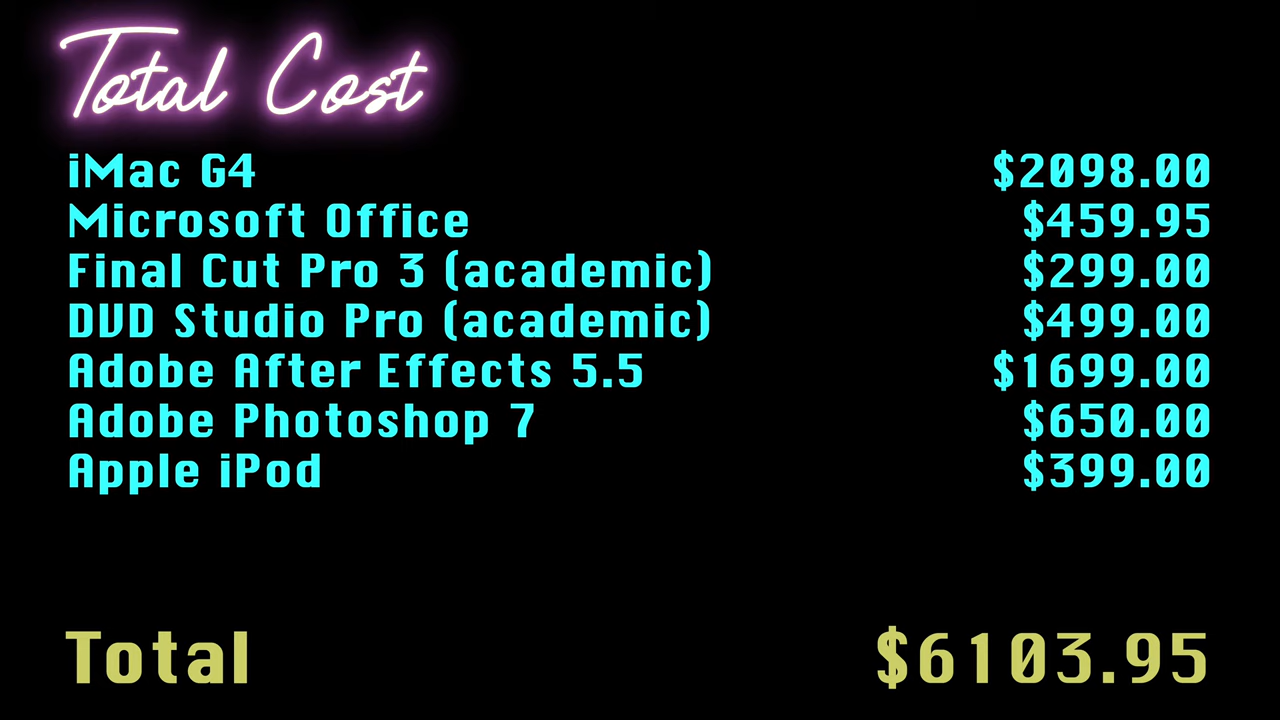 Total Cost
iMac G4 $2098.00
Microsoft Office $459.95
Final Cut Pro 3 (academic) $299.00
DVD Studio Pro (academic) $499.00
Adobe After Effects 5.5 $1699.00
Adobe Photoshop 7 $650.00
Apple iPod $399.00
Total $6103.95